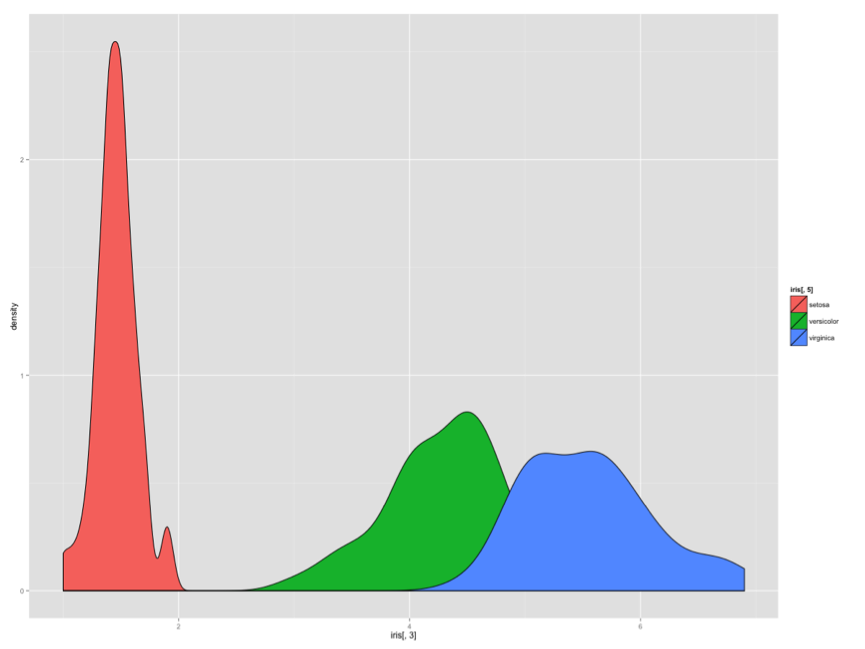 2
1
0
density
2
4
6
iris[, 3]
iris[, 5]
setosa
versicolor
virginica